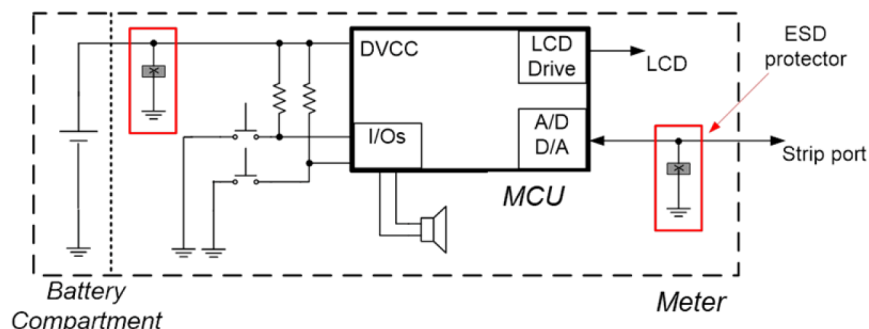 DVCC
LCD
Drive
LCD
ESD
protector
I/Os
A/D
D/A
Strip port
MCU
Battery
Compartment
Meter